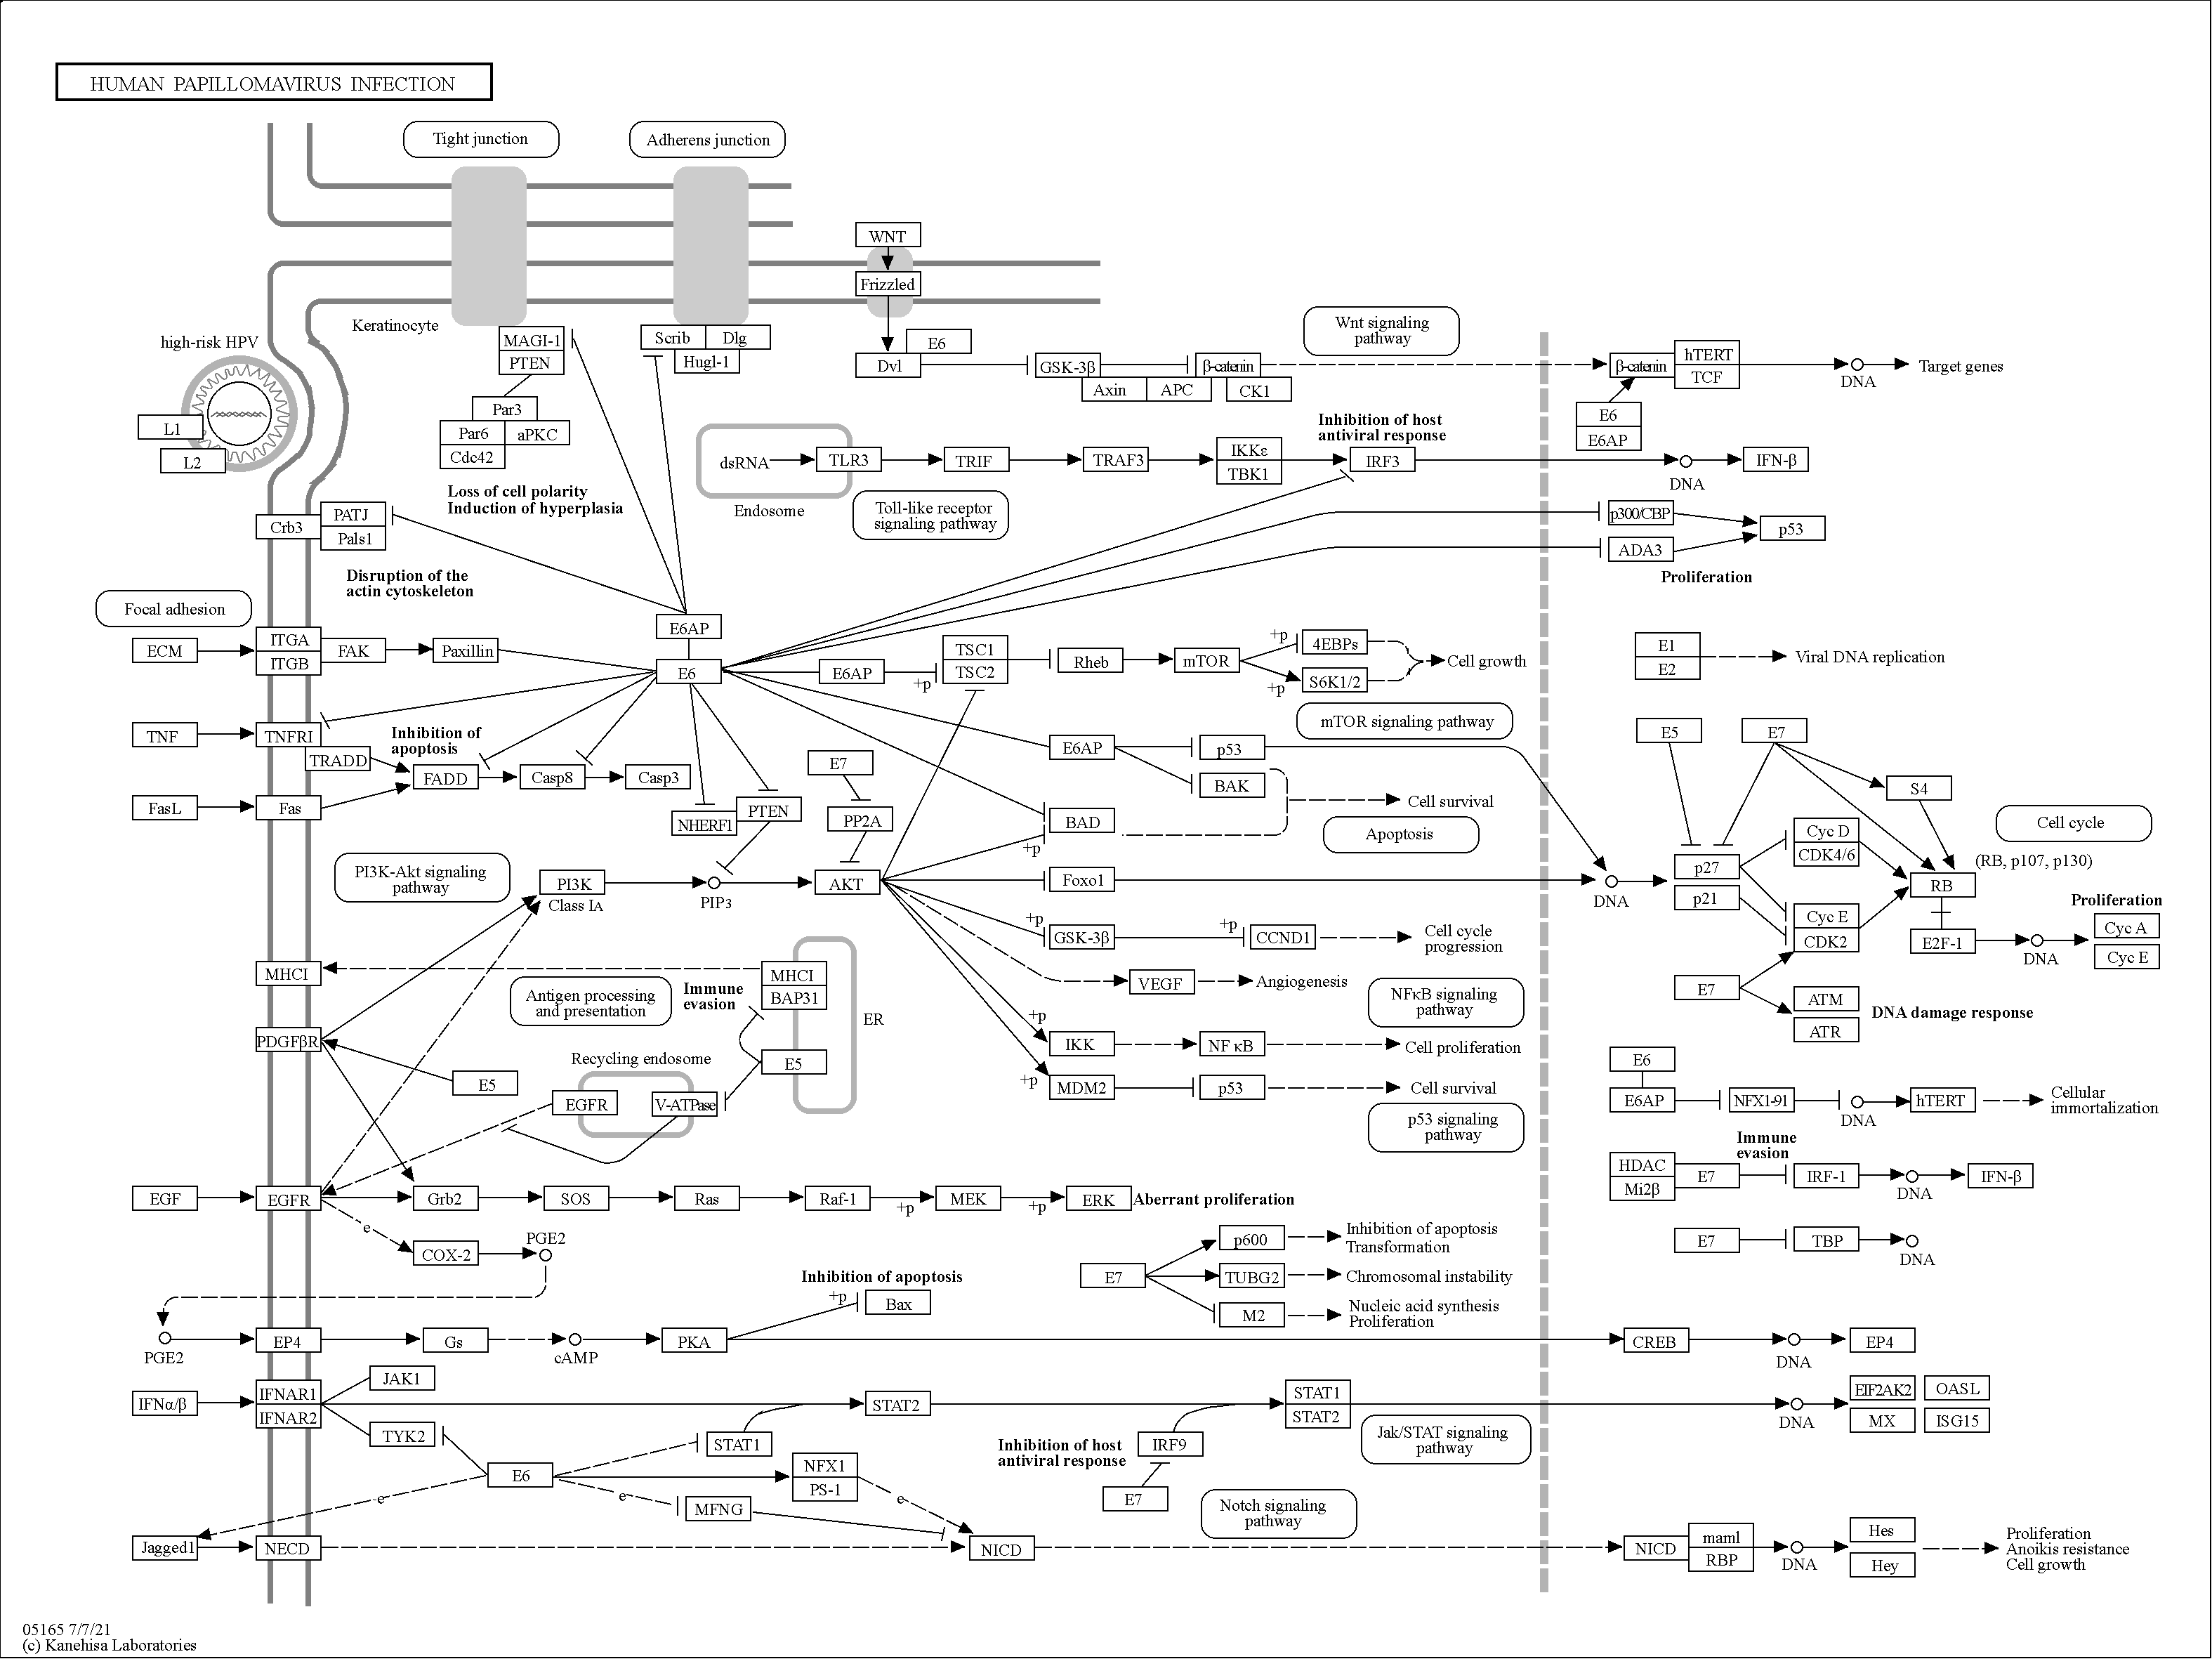 HUMAN PAPILLOMAVIRUS INFECTION
Tight junction
Adherens junction
WNT
Frizzled
Keratinocyte
high-risk HPV
L1
L2
MAGI-1
PTEN
Par3
Par6
aPKC
Cdc42
Scrib
Dlg
Hugl-1
E6
Dvl
GSK-3β
β-catenin
Axin
APC
CK1
Wnt signaling
pathway
β-catenin
hTERT
TCF
DNA
Target genes
E6
E6AP
Loss of cell polarity
Induction of hyperplasia
dsRNA
TLR3
TRIF
TRAF3
IKKε
TBK1
Inhibition of host
antiviral response
IRF3
DNA
IFN-β
Endosome
Toll-like receptor
signaling pathway
Crb3
PATJ
Pals1
p300/CBP
ADA3
p53
Proliferation
Disruption of the
actin cytoskeleton
Focal adhesion
ECM
ITGA
ITGB
FAK
Paxillin
E6AP
E6
E6AP
+p
TSC1
TSC2
Rheb
mTOR
+p
4EBPs
+p
S6K1/2
Cell growth
mTOR signaling pathway
E1
E2
Viral DNA replication
TNF
TNFRI
TRADD
Inhibition of
apoptosis
FADD
Casp8
Casp3
FasL
Fas
NHERF1
PTEN
E7
PP2A
E6AP
p53
BAK
BAD
+p
Cell survival
Apoptosis
E5
E7
S4
Cell cycle
Cyc D
CDK4/6
p27
p21
RB
(RB, p107, p130)
Cyc E
CDK2
E2F-1
DNA
Proliferation
Cyc A
Cyc E
PI3K-Akt signaling
pathway
PI3K
Class IA
PIP3
AKT
Foxo1
DNA
+p
GSK-3β
+p
CCND1
Cell cycle
progression
VEGF
Angiogenesis
NFκB signaling
pathway
+p
IKK
NF κB
Cell proliferation
+p
MDM2
p53
Cell survival
p53 signaling
pathway
E7
ATM
ATR
DNA damage response
MHCI
MHCI
BAP31
Immune
evasion
Antigen processing
and presentation
ER
PDGFβR
E5
E5
Recycling endosome
EGFR
V-ATPase
E6
E6AP
NFX1-91
DNA
hTERT
Cellular
immortalization
Immune
evasion
HDAC
Mi2β
E7
IRF-1
DNA
IFN-β
EGF
EGFR
Grb2
SOS
Ras
Raf-1
+p
MEK
+p
ERK
Aberrant proliferation
e
COX-2
PGE2
E7
TBP
DNA
E7
p600
Inhibition of apoptosis
Transformation
TUBG2
Chromosomal instability
M2
Nucleic acid synthesis
Proliferation
Inhibition of apoptosis
+p
Bax
PGE2
EP4
Gs
cAMP
PKA
CREB
DNA
EP4
IFNα/β
IFNAR1
IFNAR2
JAK1
TYK2
STAT2
STAT1
STAT1
STAT2
IRF9
E7
Inhibition of host
antiviral response
Jak/STAT signaling
pathway
DNA
EIF2AK2
OASL
MX
ISG15
E6
NFX1
PS-1
MFNG
e
e
e
Notch signaling
pathway
Jagged1
NECD
NICD
NICD
maml
RBP
DNA
Hes
Hey
Proliferation
Anoikis resistance
Cell growth
05165 7/7/21
(c) Kanehisa Laboratories